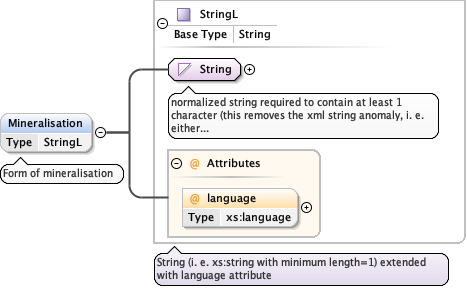 StringL
Base Type String
String
normalized string required to contain at least 1
character (this removes the xml string anomaly, i. e.
either...
Mineralisation
Type StringL
Form of mineralisation
@ Attributes
@ language
Type xs:language
String (i. e. xs:string with minimum length=1) extended
with language attribute